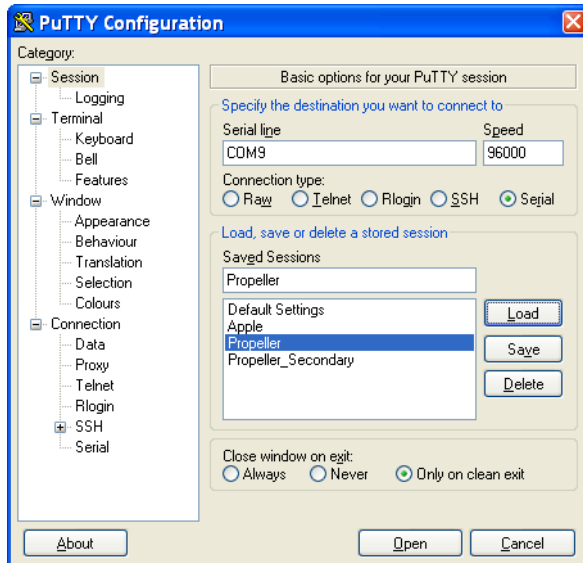 PuTTY Configuration
Category:
Session
Logging
Terminal
Keyboard
Bell
Features
Window
Appearance
Behaviour
Translation
Selection
Colours
Connection
Data
Proxy
Telnet
Rlogin
SSH
Serial
Basic options for your PuTTY session
Specify the destination you want to connect to
Serial line Speed
COM9 96000
Connection type:
Raw Telnet Rlogin SSH Serial
Load, save or delete a stored session
Saved Sessions
Propeller
Default Settings
Apple
Propeller
Propeller_Secondary
Load
Save
Delete
Close window on exit:
Always Never Only on clean exit
About Open Cancel